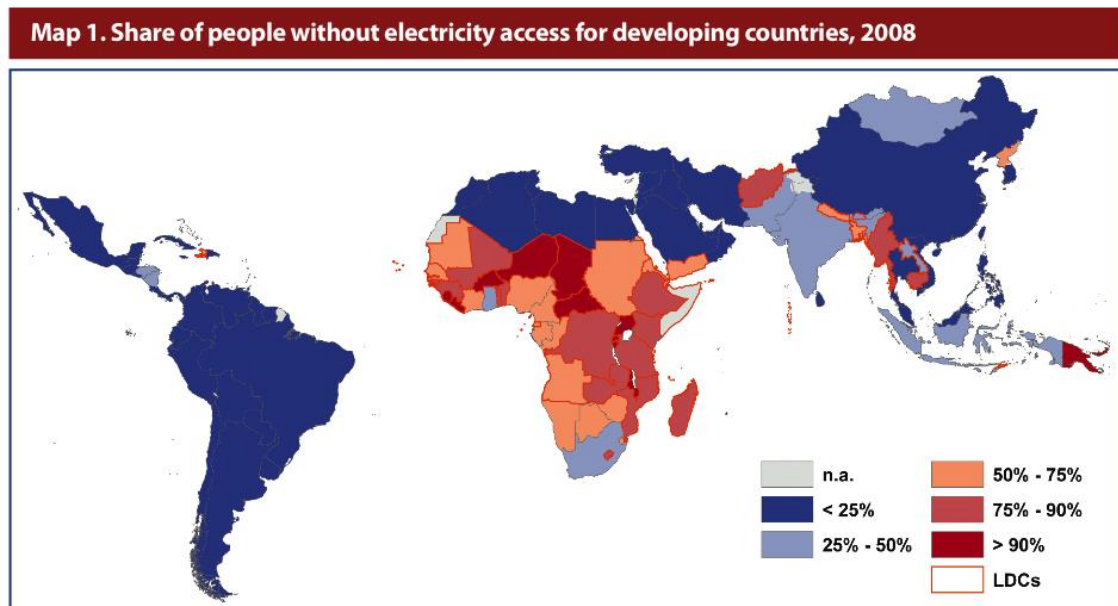 Map 1. Share of people without electricity access for developing countries, 2008
n.a.
< 25%
25% - 50%
50% - 75%
75% - 90%
> 90%
LDCs